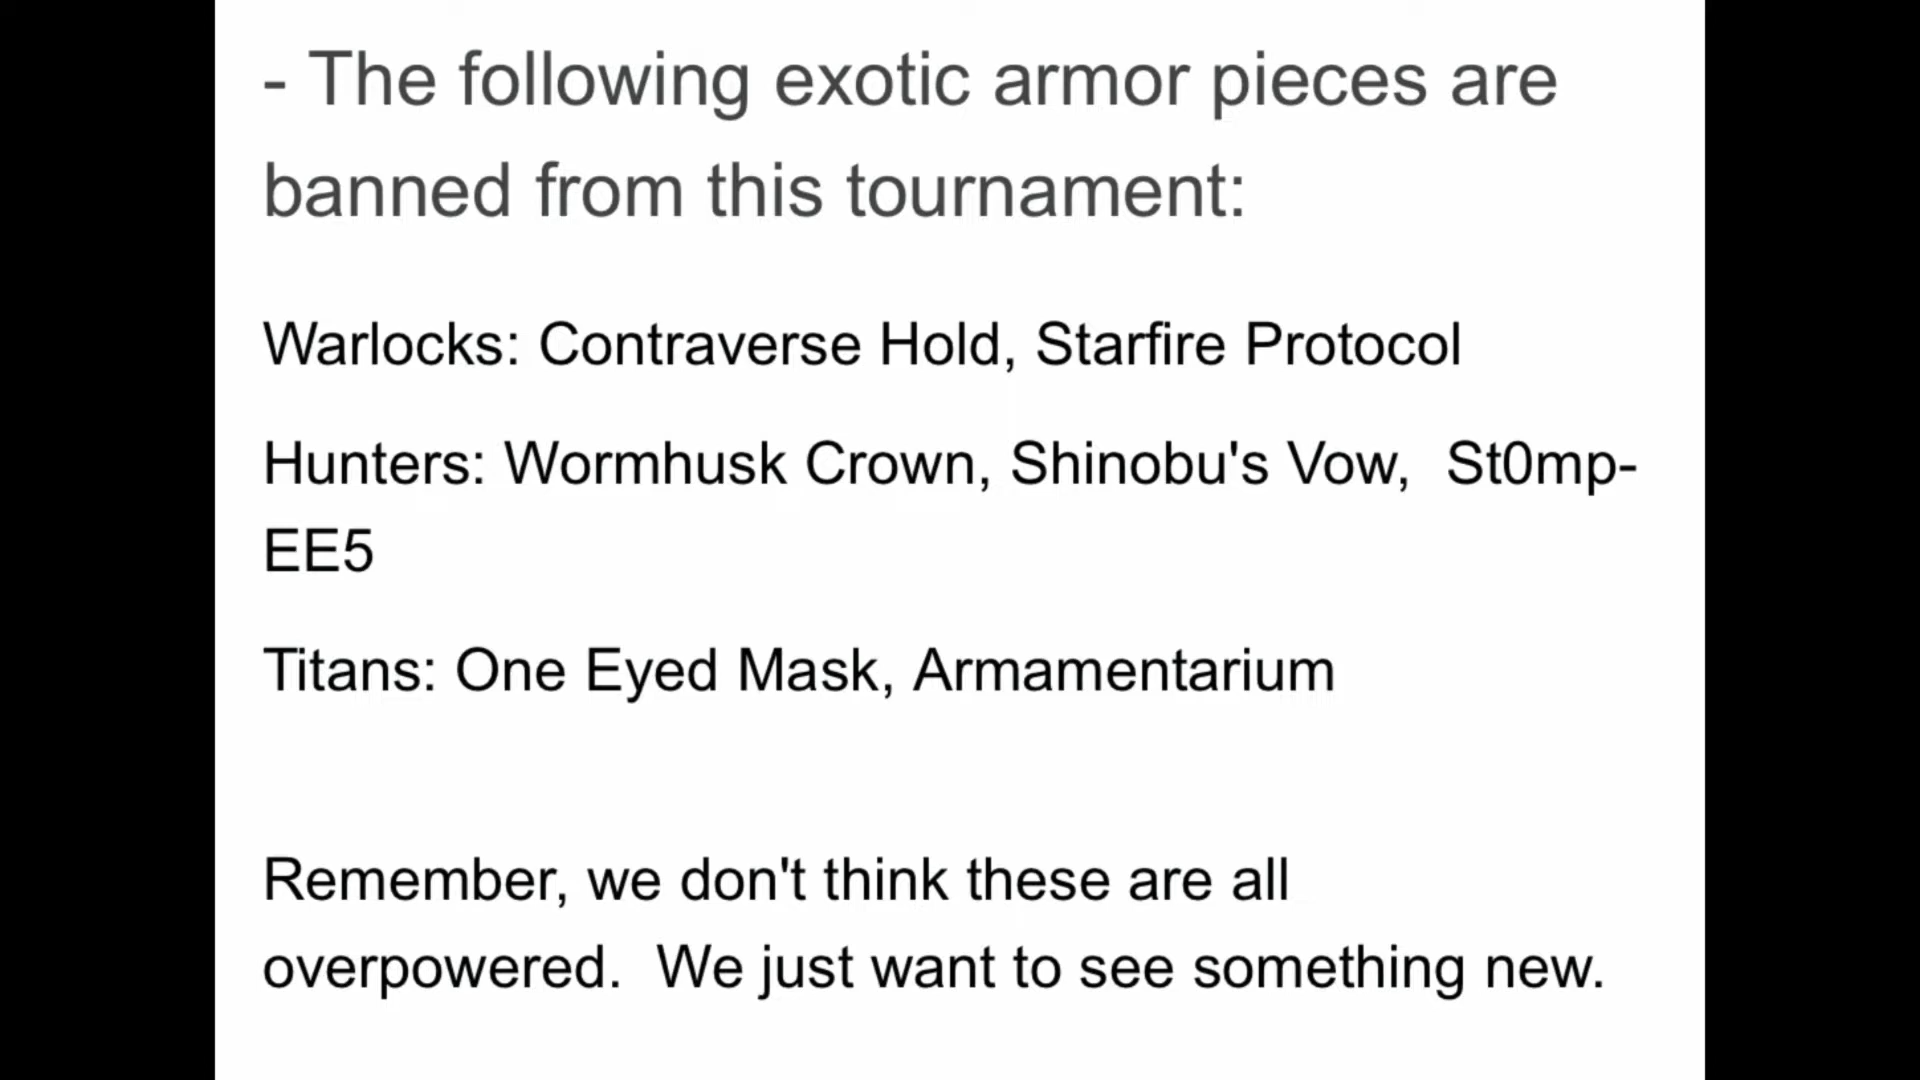 - The following exotic armor pieces are
banned from this tournament:
Warlocks: Contraverse Hold, Starfire Protocol
Hunters: Wormhusk Crown, Shinobu's Vow,  St0mp-
EE5
Titans: One Eyed Mask, Armamentarium
Remember, we don't think these are all
overpowered.  We just want to see something new.